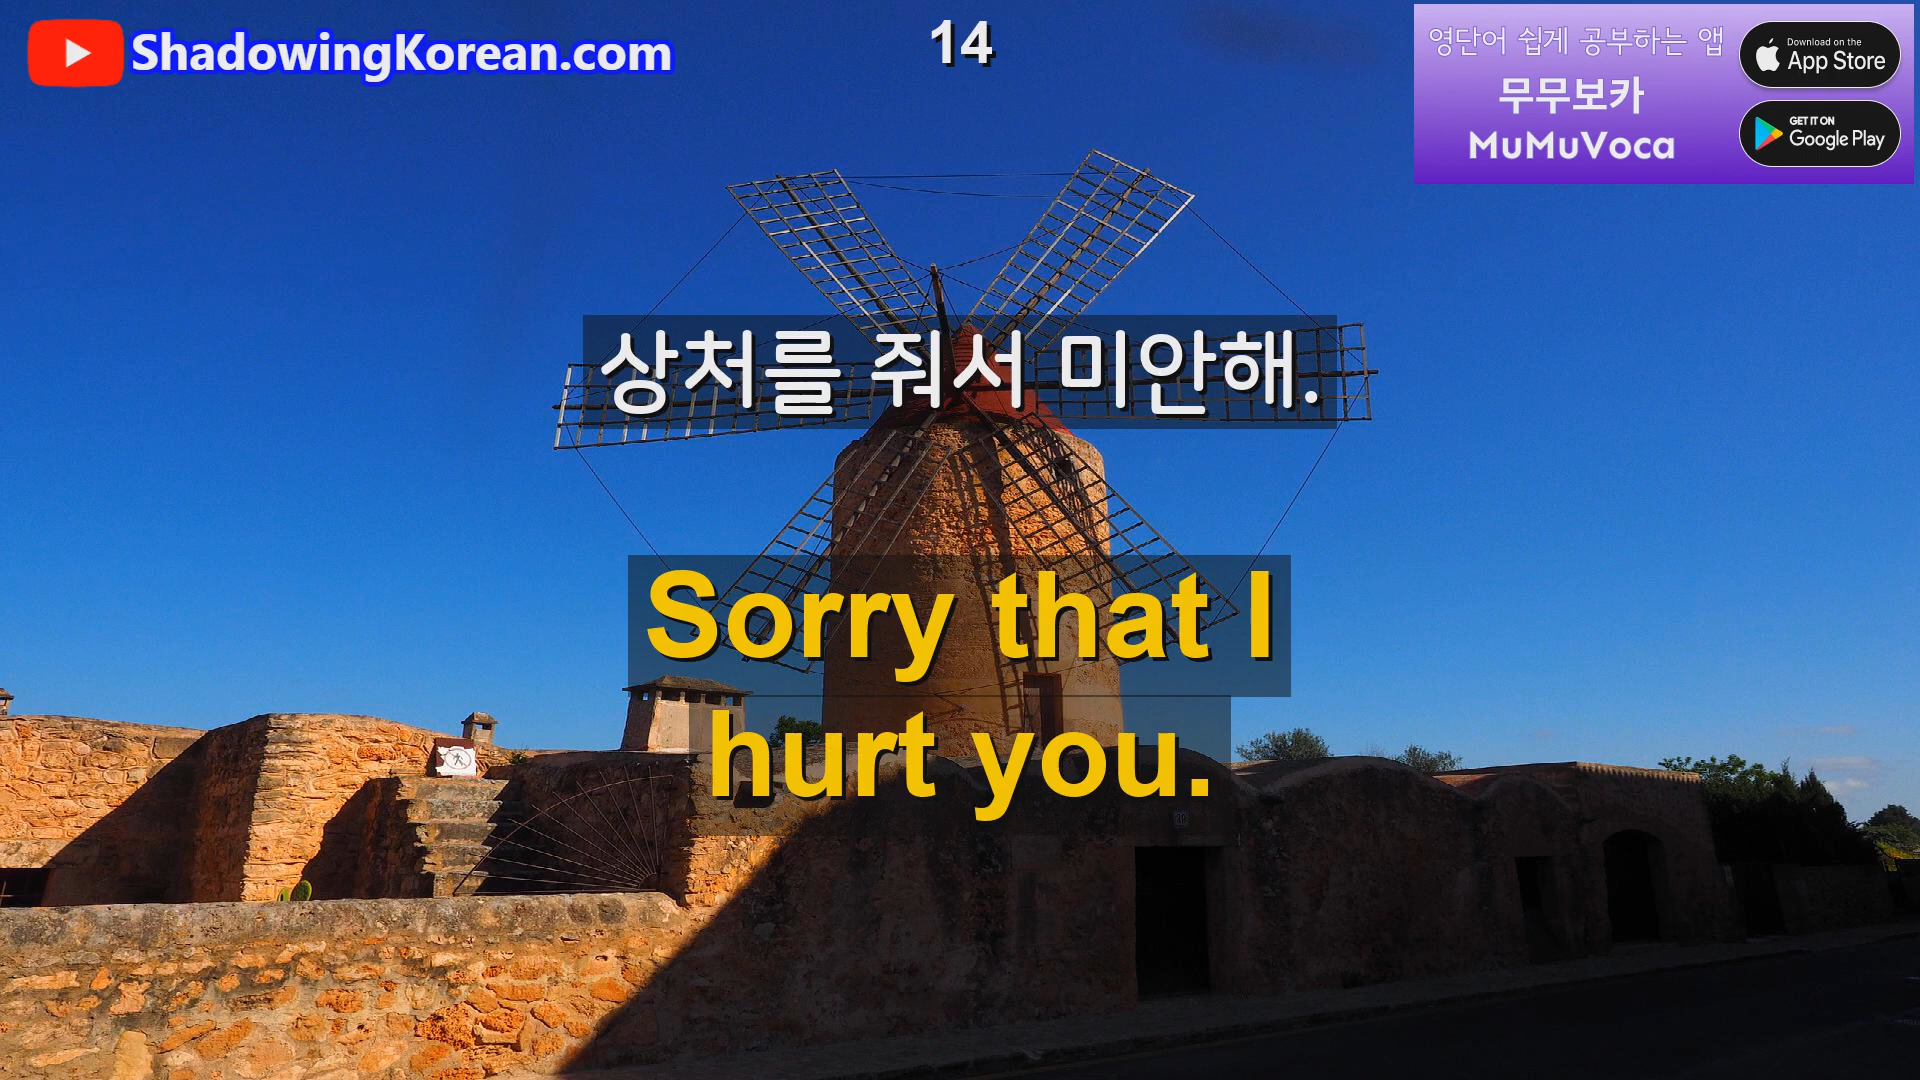 ShadowingKorean.com
14
영단어 쉽게 공부하는 앱
무무보카
MuMuVoca
Download on the
App Store
GET IT ON
Google Play
상처를 줘서 미안해.
Sorry that I
hurt you.